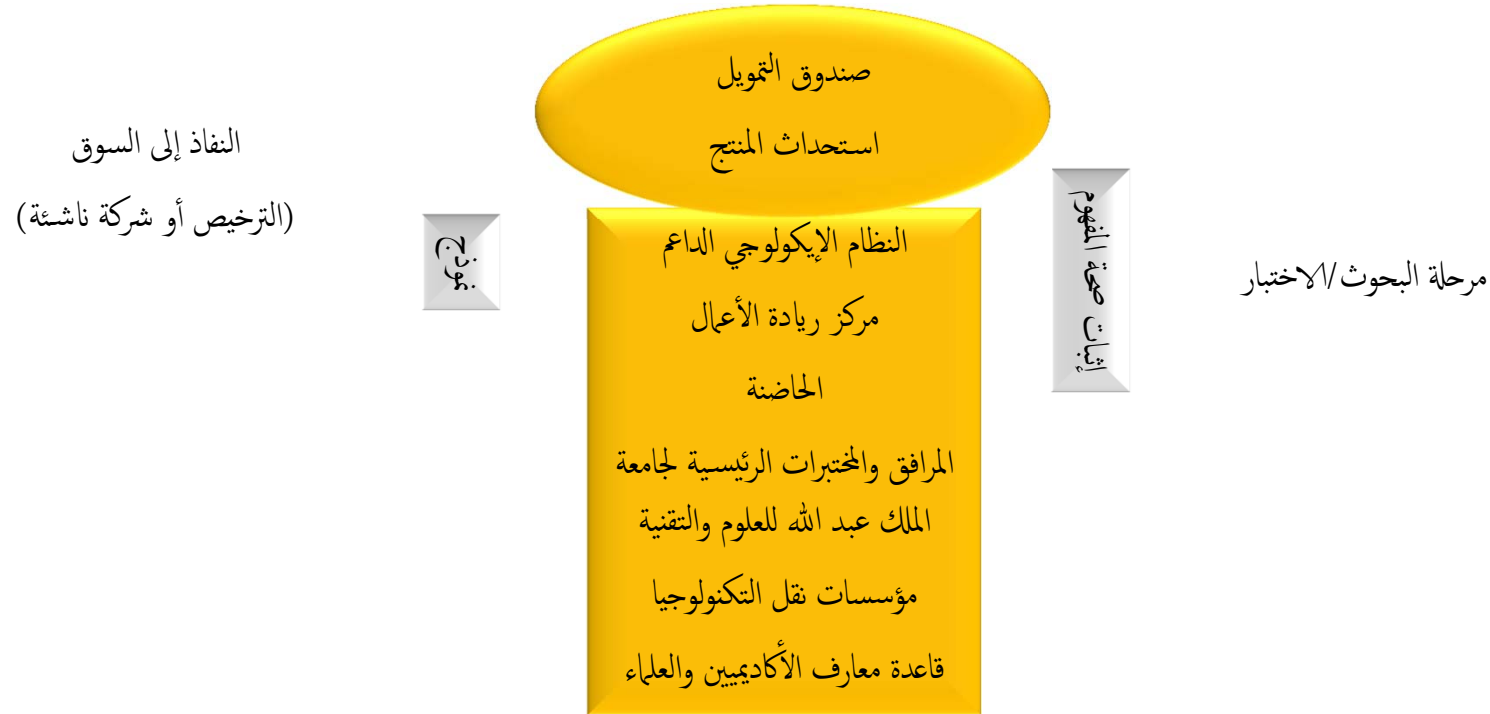 صندوق التمويل
استحداث المنتج
مرحلة البحوث/الاختبار
إثبات صحة المفهوم
النظام الإيكولوجي الداعم
مركز ريادة الأعمال
الحاضنة
المرافق والمختبرات الرئيسية لجامعة
الملك عبد الله للعلوم والتقنية
مؤسسات نقل التكنولوجيا
قاعدة معارف الأكاديميين والعلماء
نموذج
النفاذ إلى السوق
(الترخيص أو شركة ناشئة)